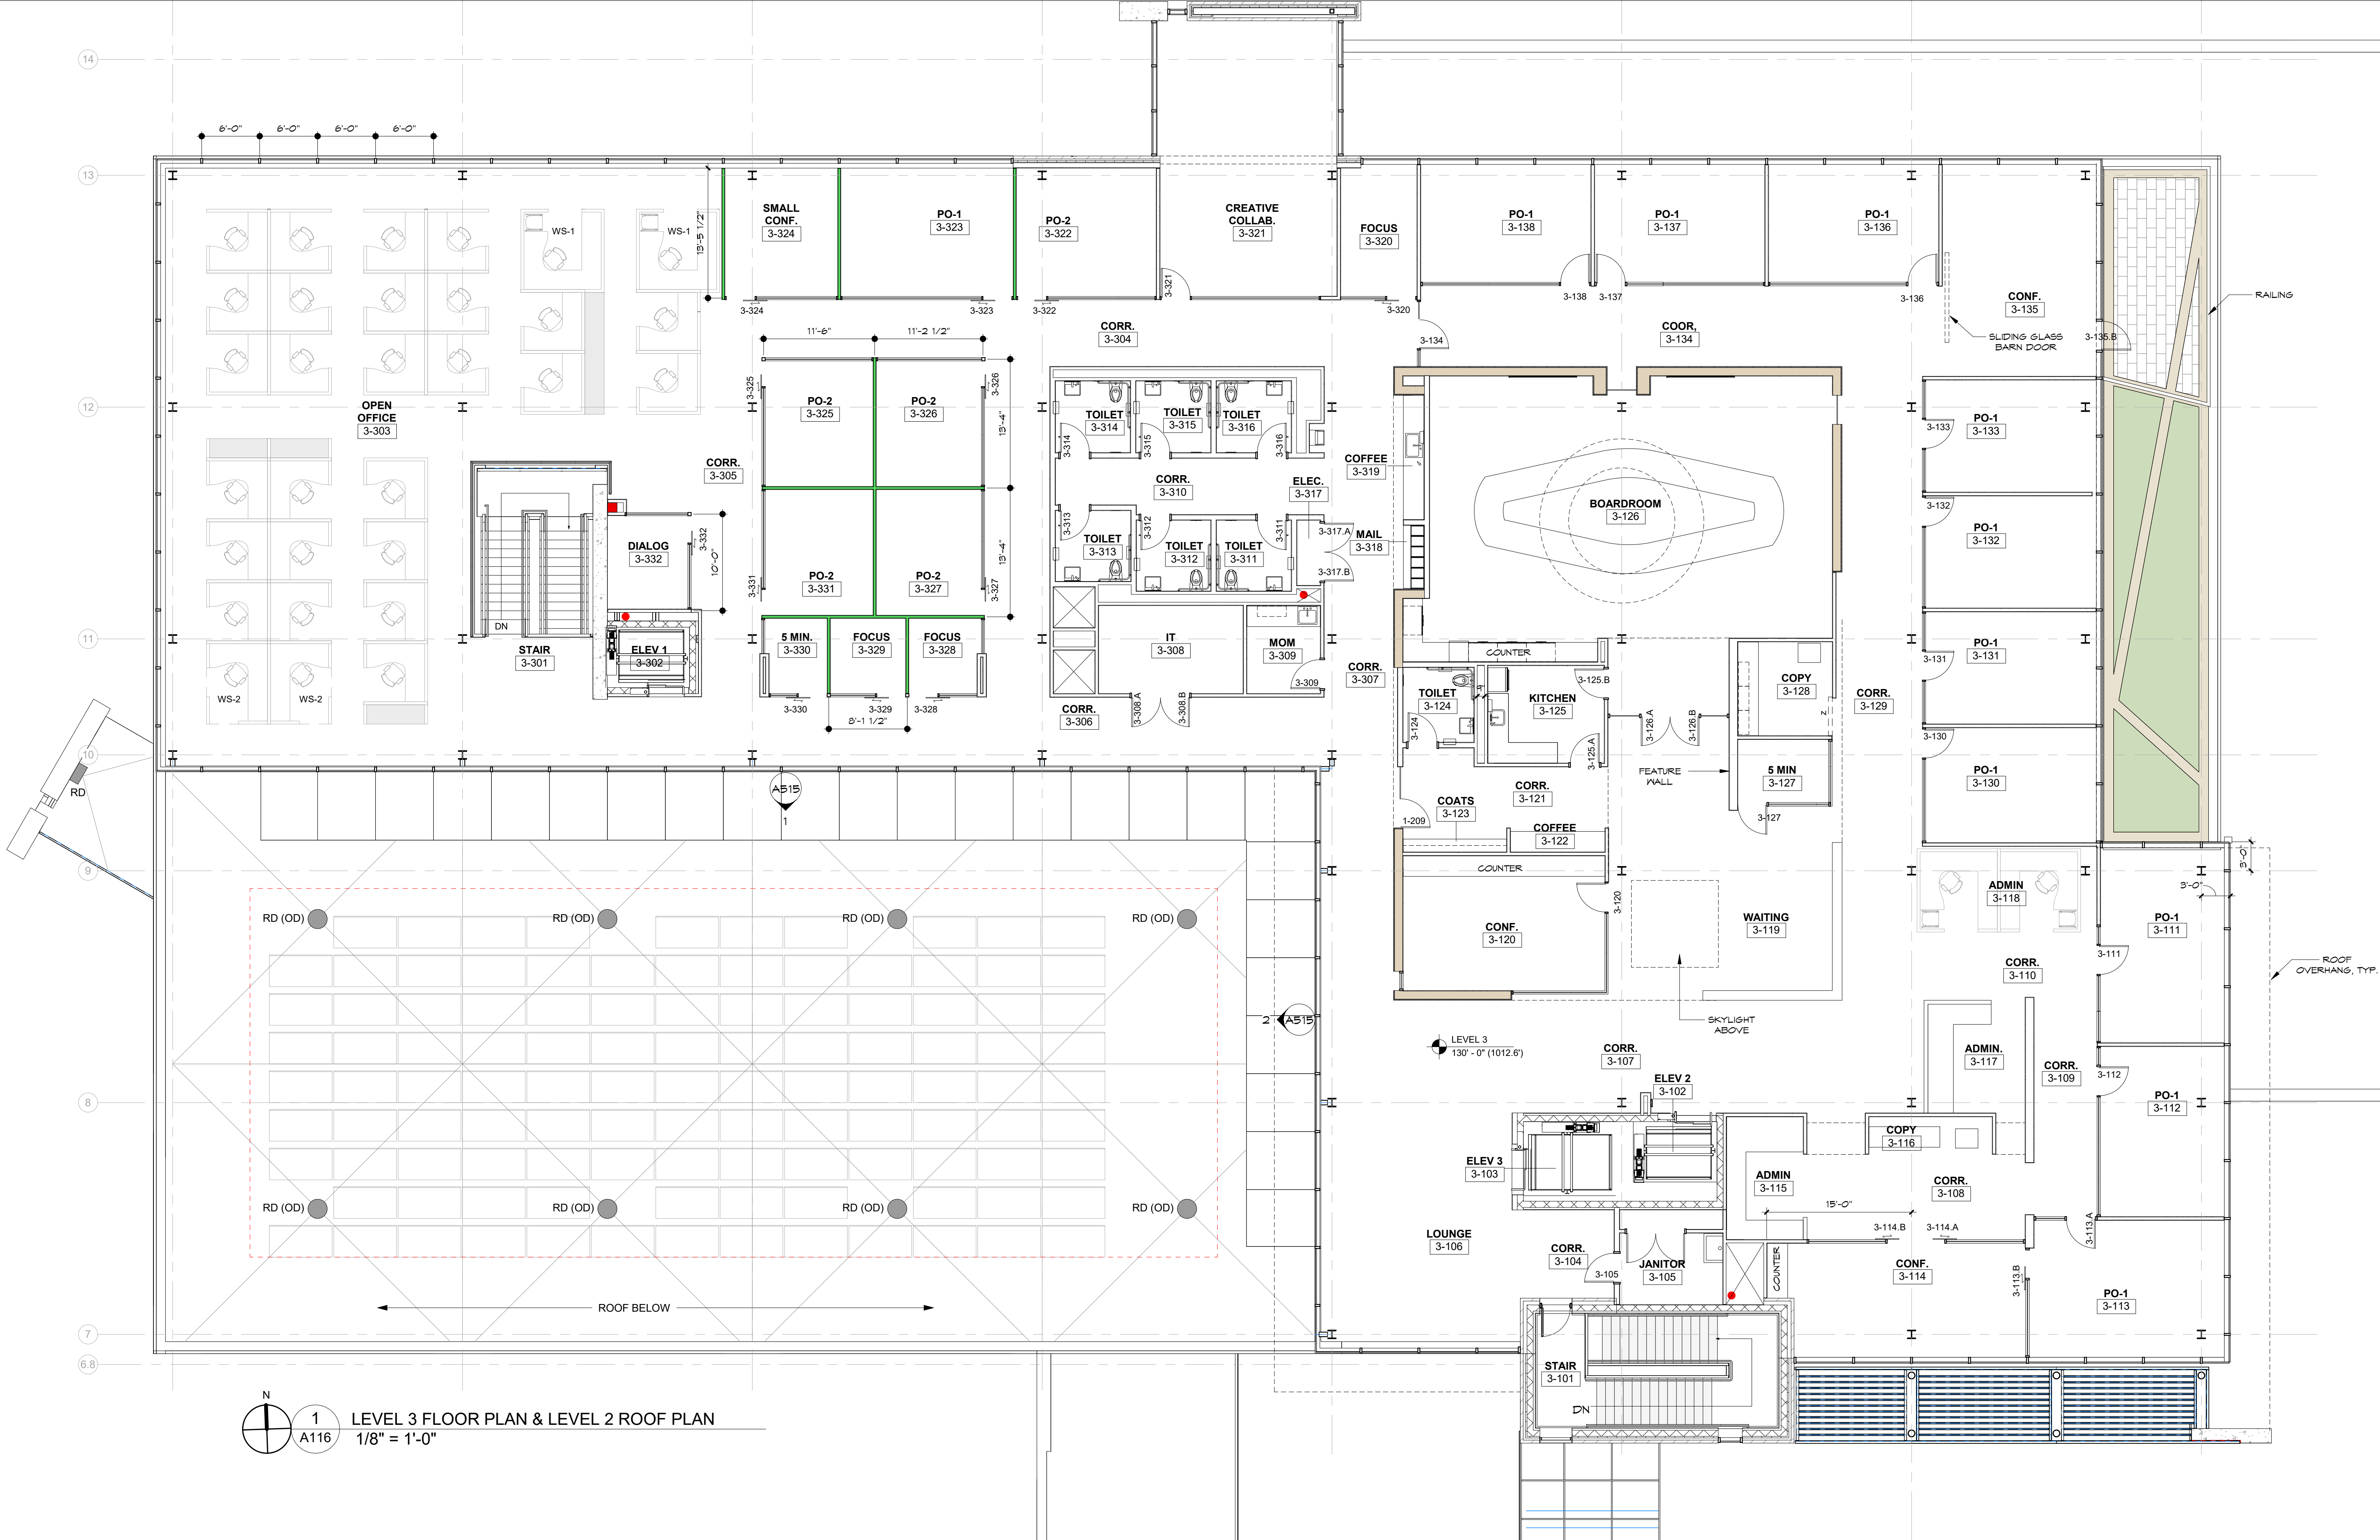 14
6'-0" 6'-0" 6'-0" 6'-0"
13
13'-5 1/2"
WS-1
WS-1
SMALL
CONF.
3-324
PO-1
3-323
PO-2
3-322
CREATIVE
COLLAB.
3-321
FOCUS
3-320
PO-1
3-138
PO-1
3-137
PO-1
3-136
CONF.
3-135
RAILING
3-324
3-323
3-322
3-321
3-320
3-138
3-137
3-136
SLIDING GLASS
BARN DOOR
3-135.B
11'-6"
11'-2 1/2"
CORR.
3-304
3-134
COOR,
3-134
12
OPEN
OFFICE
3-303
3-325
PO-2
3-325
PO-2
3-326
3-326
13'-4"
TOILET
3-314
TOILET
3-315
TOILET
3-316
3-314
3-315
3-316
3-133
PO-1
3-133
CORR.
3-305
CORR.
3-310
ELEC.
3-317
COFFEE
3-319
BOARDROOM
3-126
3-132
PO-1
3-132
DIALOG
3-332
3-332
10'-0"
3-331
PO-2
3-331
PO-2
3-327
3-327
13'-4"
3-313
3-312
3-311
TOILET
3-313
TOILET
3-312
TOILET
3-311
3-317.A
3-317.B
MAIL
3-318
11
DN
STAIR
3-301
ELEV 1
3-302
5 MIN.
3-330
FOCUS
3-329
FOCUS
3-328
IT
3-308
MOM
3-309
3-309
CORR.
3-307
COUNTER
3-131
PO-1
3-131
WS-2
WS-2
3-330
3-329
3-328
8'-1 1/2"
CORR.
3-306
3-308.A
3-308.B
TOILET
3-124
3-124
KITCHEN
3-125
3-125.B
3-125.A
3-126.A
3-126.B
COPY
3-128
CORR.
3-129
10
RD
A515
1
FEATURE
WALL
5 MIN
3-127
3-127
3-130
PO-1
3-130
COATS
3-123
CORR.
3-121
1-209
COFFEE
3-122
9
COUNTER
3'-0"
3'-0"
ADMIN
3-118
RD (OD)
RD (OD)
RD (OD)
RD (OD)
CONF.
3-120
3-120
WAITING
3-119
PO-1
3-111
3-111
CORR.
3-110
ROOF
OVERHANG, TYP.
2
A515
SKYLIGHT
ABOVE
LEVEL 3
130' - 0" (1012.6')
CORR.
3-107
ADMIN.
3-117
CORR.
3-109
3-112
PO-1
3-112
8
ELEV 2
3-102
COPY
3-116
ELEV 3
3-103
ADMIN
3-115
CORR.
3-108
15'-0"
RD (OD)
RD (OD)
RD (OD)
RD (OD)
3-114.B
3-114.A
3-113.A
LOUNGE
3-106
CORR.
3-104
3-105
JANITOR
3-105
COUNTER
CONF.
3-114
3-113.B
PO-1
3-113
ROOF BELOW
7
6.8
STAIR
3-101
DN
N
1
A116
LEVEL 3 FLOOR PLAN & LEVEL 2 ROOF PLAN
1/8" = 1'-0"